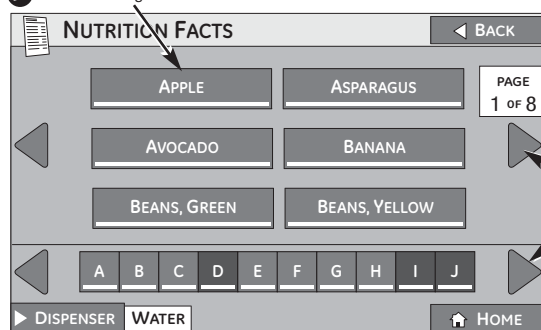 NUTRITION FACTS
BACK
APPLE
ASPARAGUS
PAGE
1 OF 8
AVOCADO
BANANA
BEANS, GREEN
BEANS, YELLOW
A B C D E F G H I J
DISPENSER
WATER
HOME